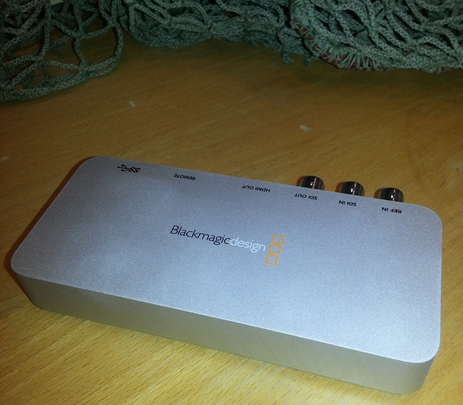 REMOTE
HDMI OUT
SDI OUT
SDI IN
REF IN
Blackmagicdesign